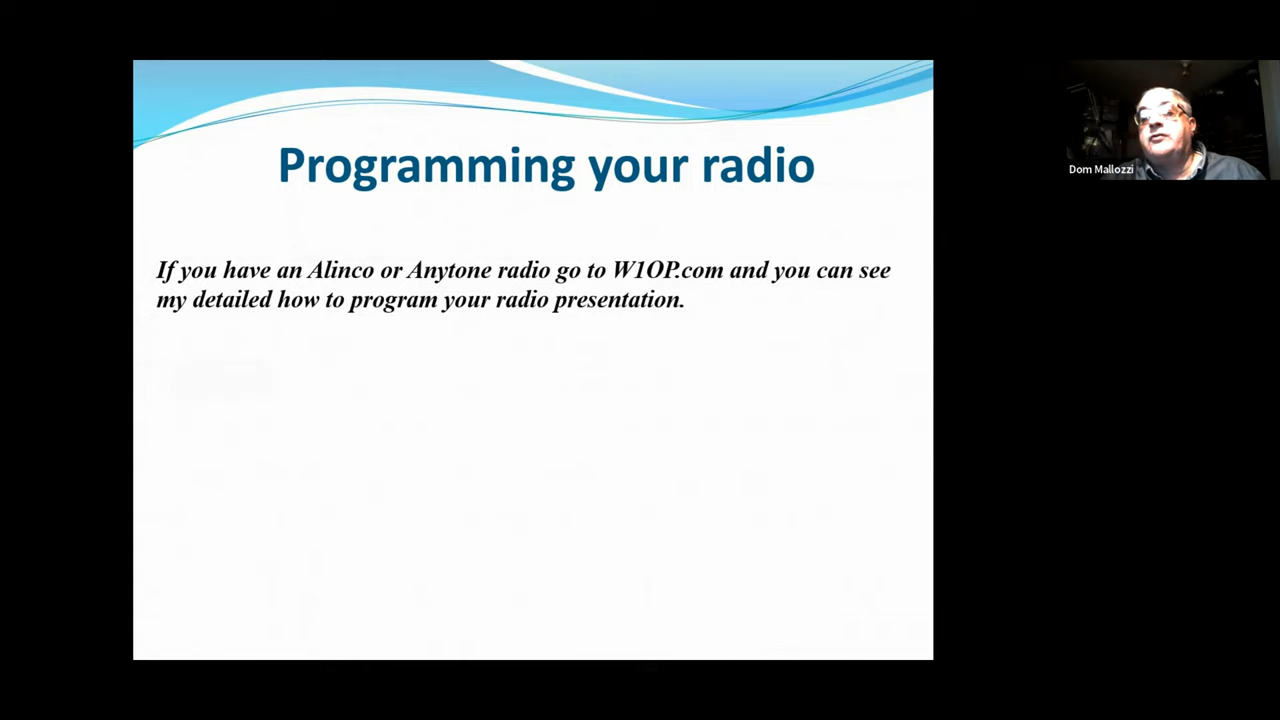 Programming your radio
If you have an Alinco or Anytone radio go to W1OP.com and you can see
my detailed how to program your radio presentation.
Dom Mallozzi